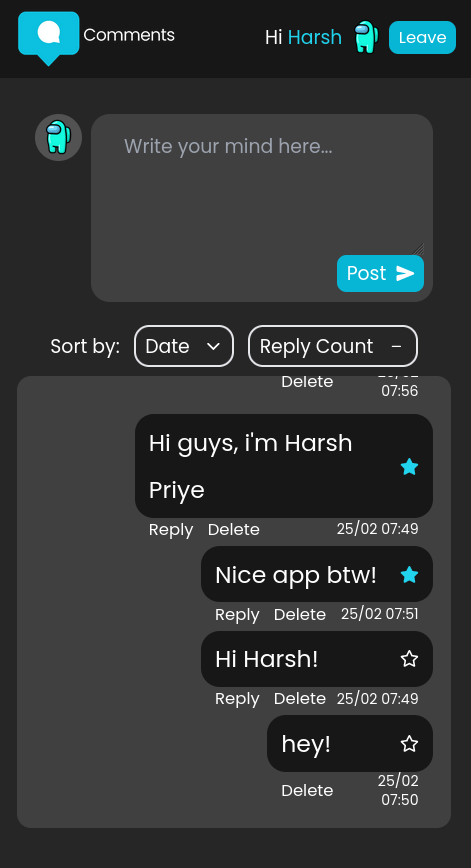 Comments
Hi Harsh
Leave
Write your mind here...
Post
Sort by: Date Reply Count –
Delete
07:56
Hi guys, i'm Harsh
Priye
Reply Delete 25/02 07:49
Nice app btw!
Reply Delete 25/02 07:51
Hi Harsh!
Reply Delete 25/02 07:49
hey!
Delete 25/02
07:50